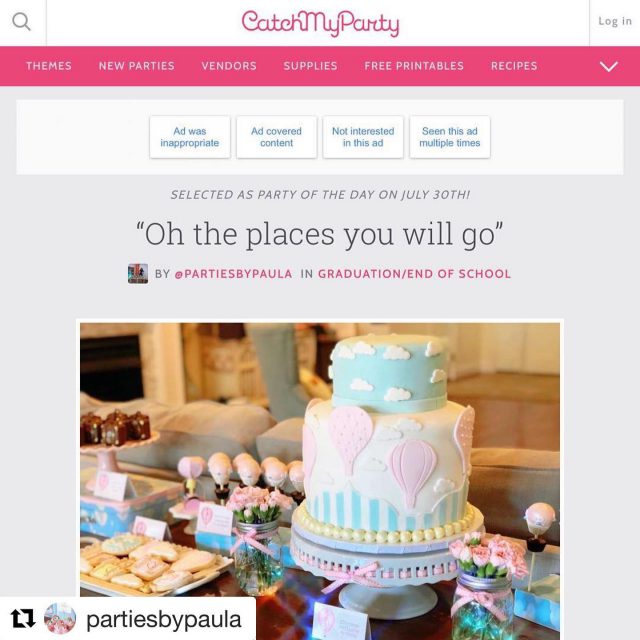 CatchMyParty
Log in
THEMES NEW PARTIES VENDORS SUPPLIES FREE PRINTABLES RECIPES
Ad was inappropriate
Ad covered content
Not interested in this ad
Seen this ad multiple times
SELECTED AS PARTY OF THE DAY ON JULY 30TH!
“Oh the places you will go”
BY @PARTIESBYPAULA IN GRADUATION/END OF SCHOOL
partiesbypaula